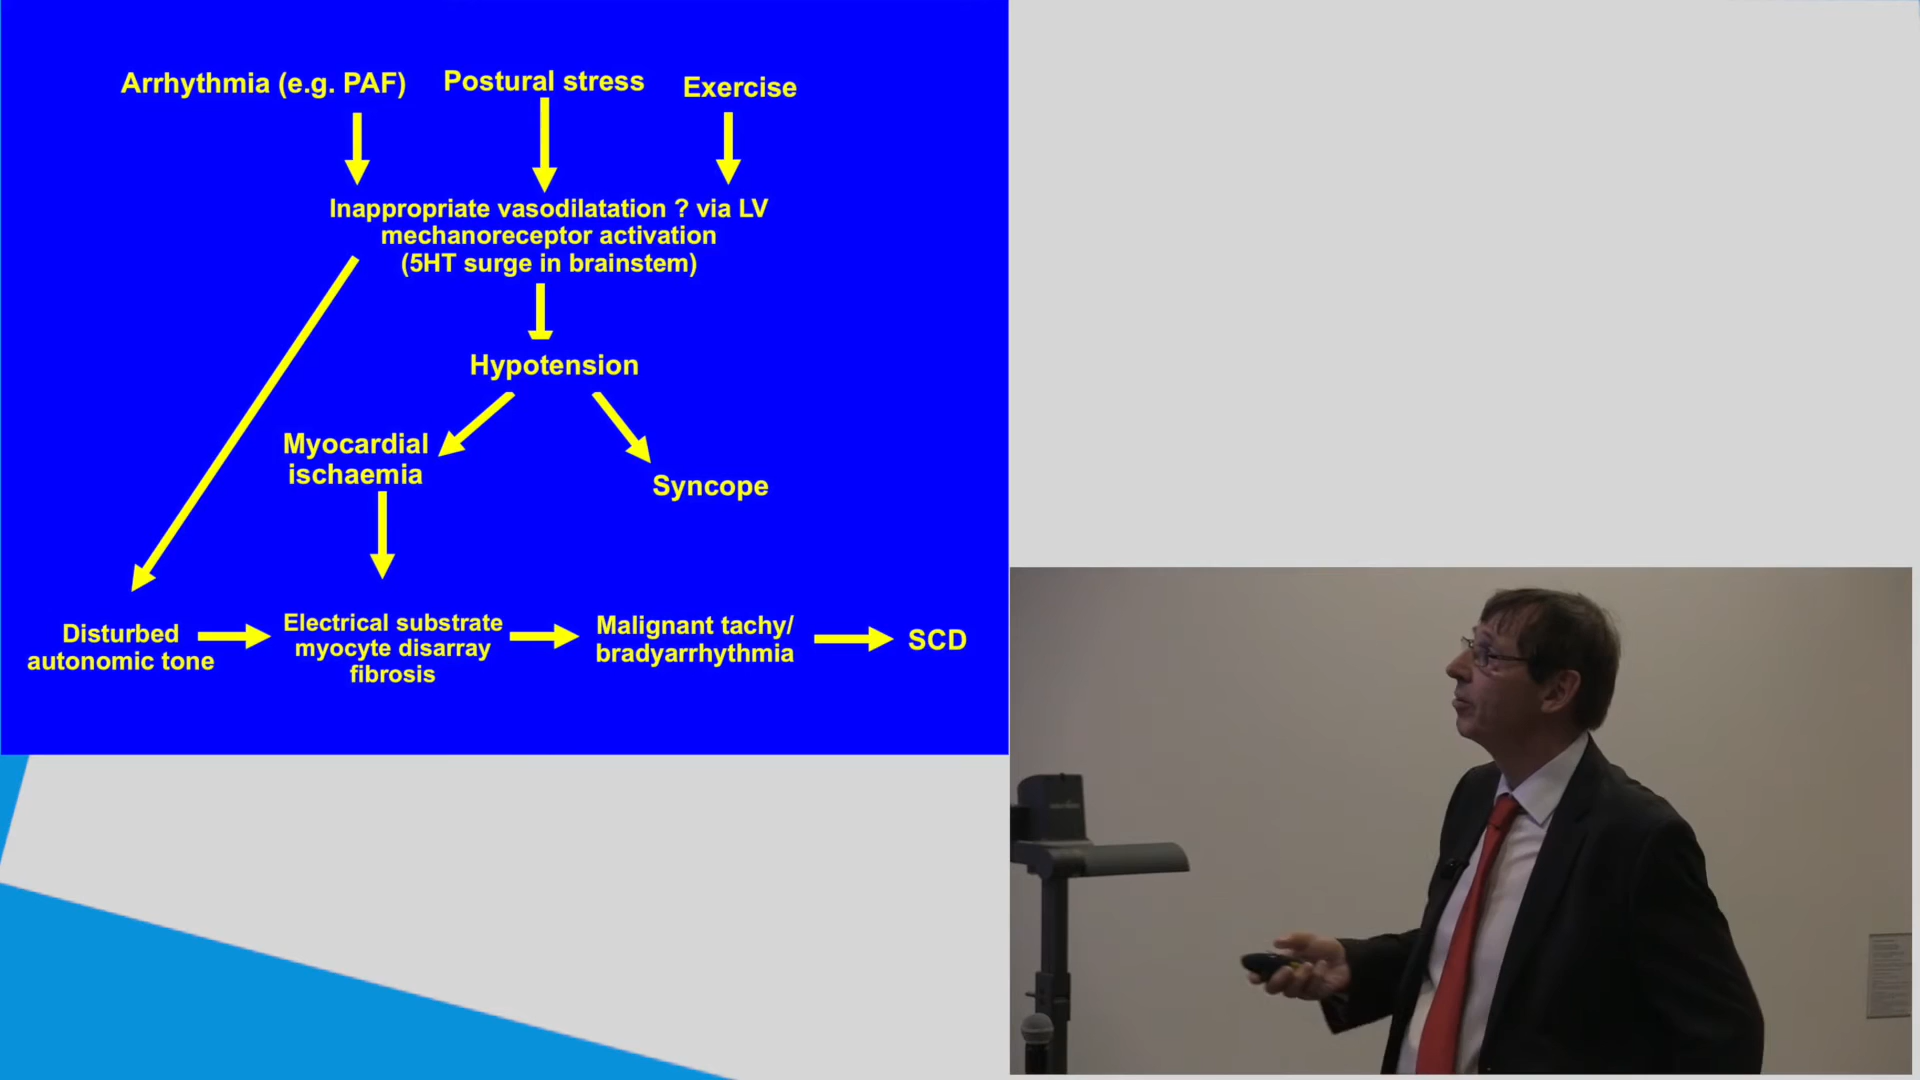 Arrhythmia (e.g. PAF)
Postural stress
Exercise
Inappropriate vasodilatation ? via LV
mechanoreceptor activation
(5HT surge in brainstem)
Hypotension
Myocardial
ischaemia
Syncope
Disturbed
autonomic tone
Electrical substrate
myocyte disarray
fibrosis
Malignant tachy/
bradyarrhythmia
SCD